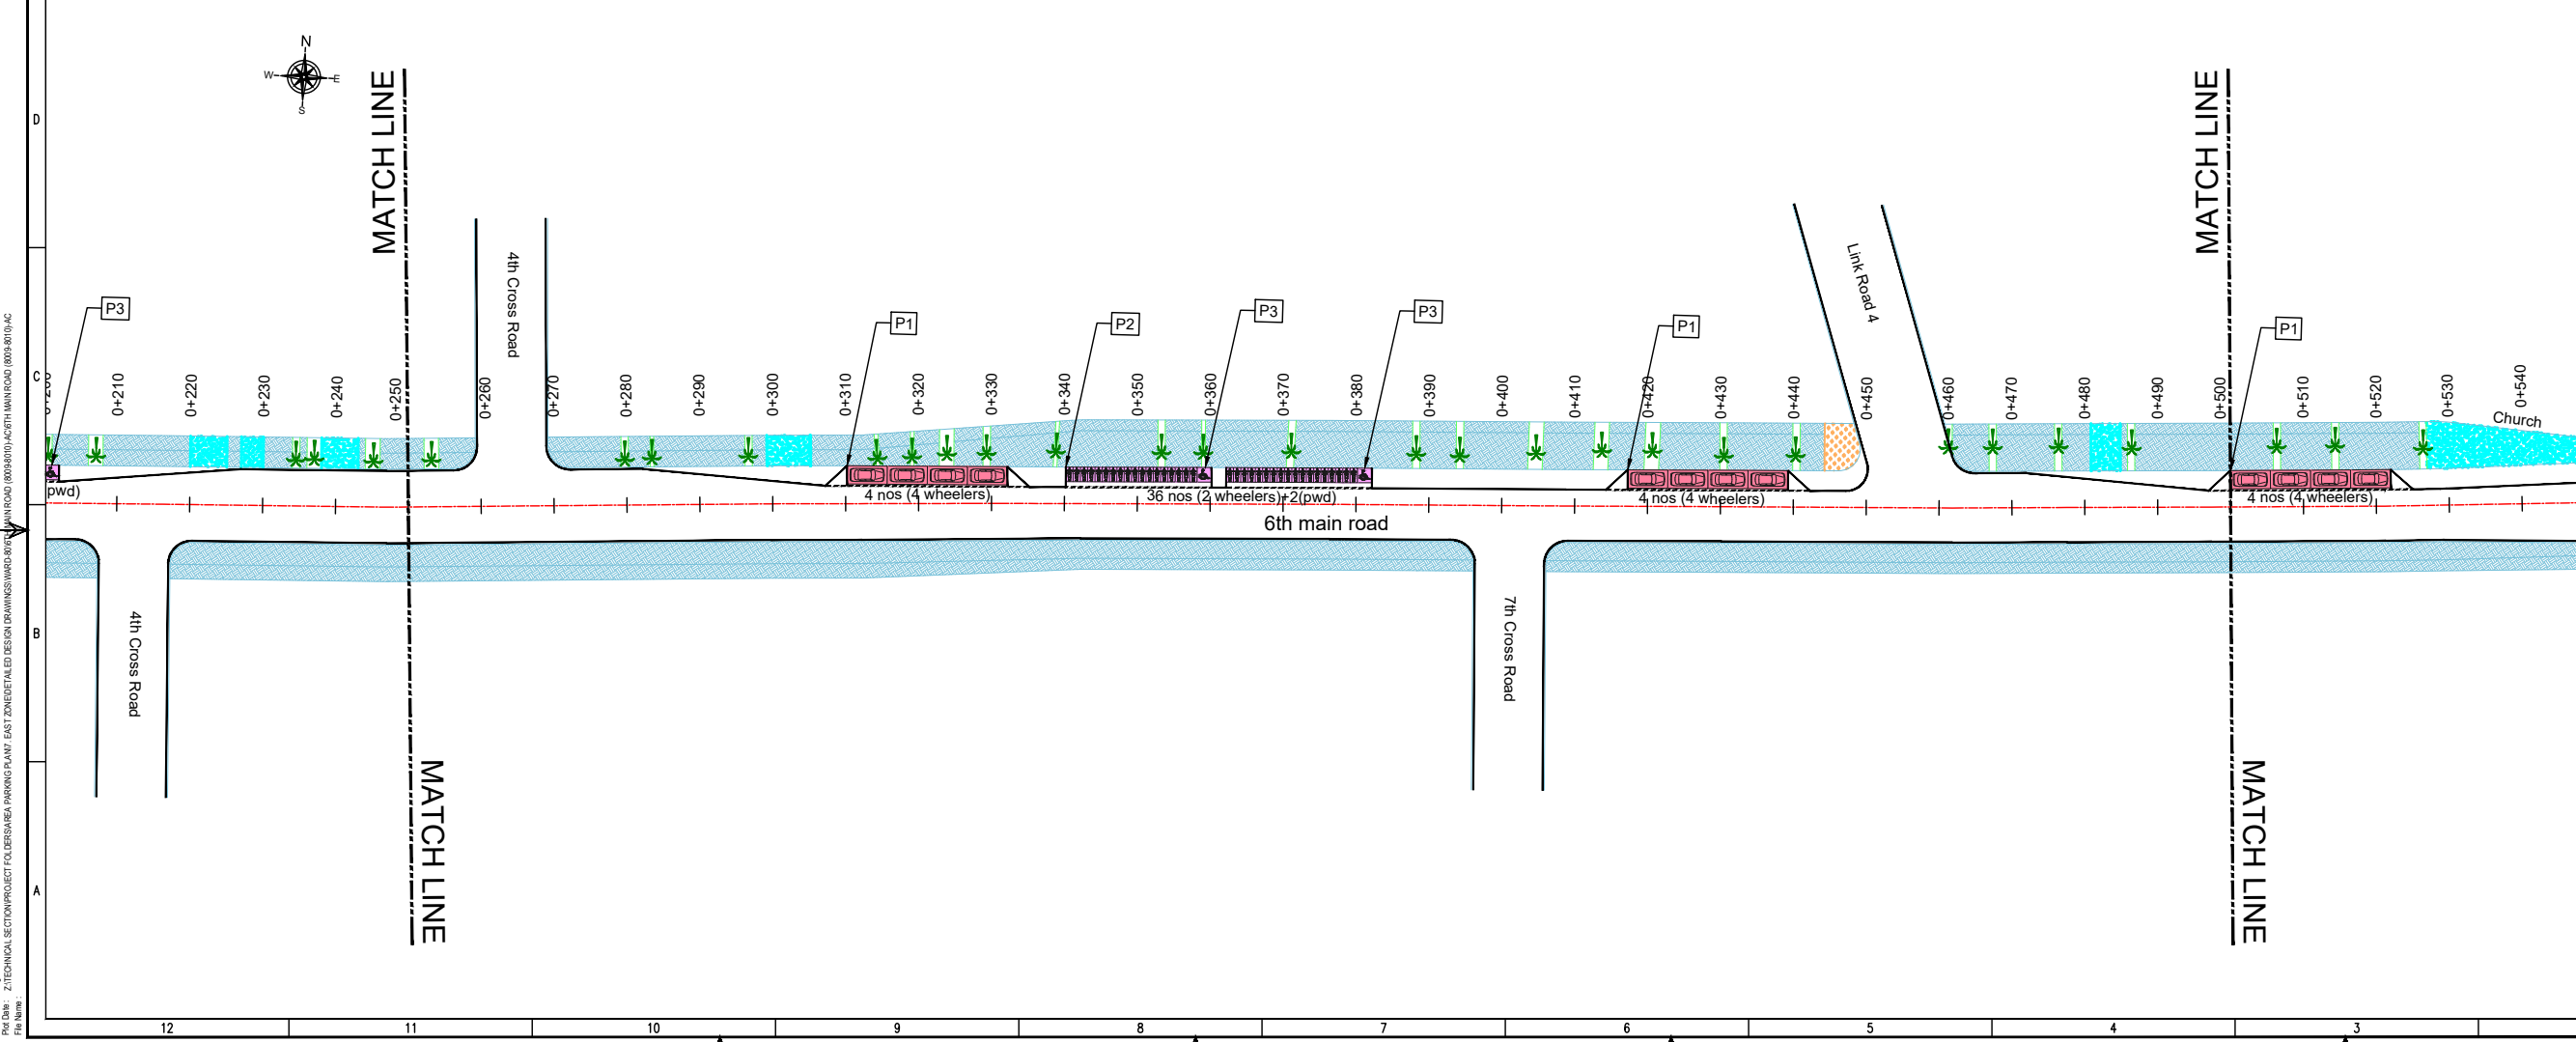 N
W
E
S
MATCH LINE
MATCH LINE
D
C
B
A
4th Cross Road
Link Road 4
P3
P1
P2
P3
P3
P1
P1
0+210
0+220
0+230
0+240
0+250
0+260
0+270
0+280
0+290
0+300
0+310
0+320
0+330
0+340
0+350
0+360
0+370
0+380
0+390
0+400
0+410
0+420
0+430
0+440
0+450
0+460
0+470
0+480
0+490
0+500
0+510
0+520
0+530
0+540
Church
pwd)
4 nos (4 wheelers)
36 nos (2 wheelers)+2(pwd)
4 nos (4 wheelers)
4 nos (4 wheelers)
6th main road
4th Cross Road
7th Cross Road
MATCH LINE
MATCH LINE
12
11
10
9
8
7
6
5
4
3
Plot Date :
File Name :